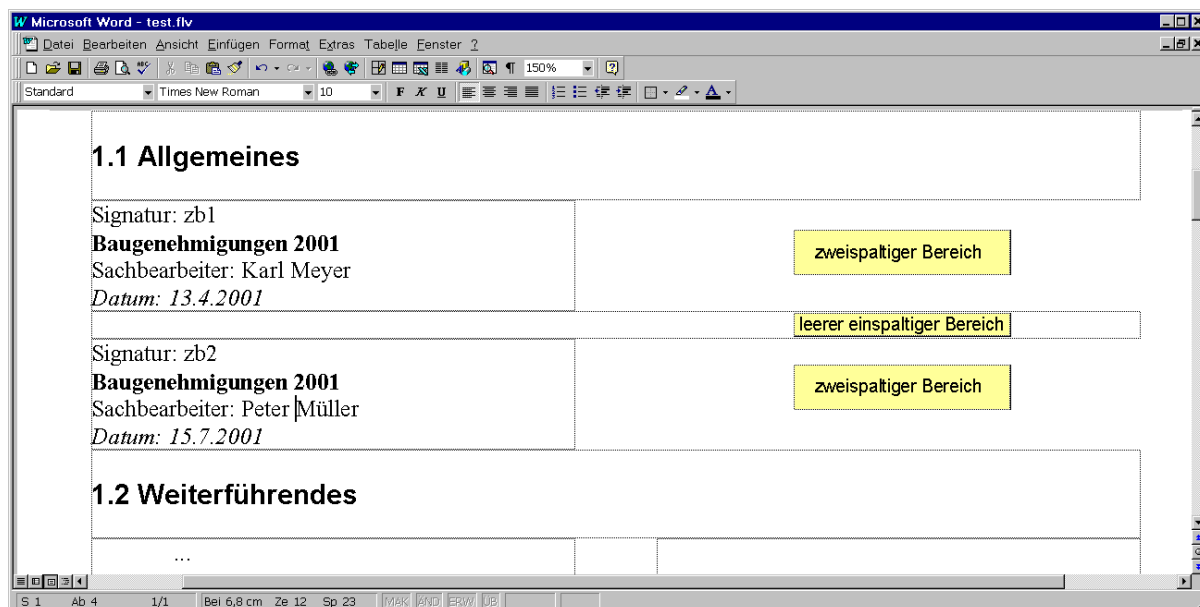 Microsoft Word - test.flv
Datei Bearbeiten Ansicht Einfügen Format Extras Tabelle Fenster ?
150%
Standard Times New Roman 10 F K U A
1.1 Allgemeines
Signatur: zb1
Baugenehmigungen 2001
zweispaltiger Bereich
Sachbearbeiter: Karl Meyer
Datum: 13.4.2001
leerer einspaltiger Bereich
Signatur: zb2
Baugenehmigungen 2001
zweispaltiger Bereich
Sachbearbeiter: Peter Müller
Datum: 15.7.2001
1.2 Weiterführendes
...
S 1 Ab 4 1/1 Bei 6,8 cm Ze 12 Sp 23 MAK ÄND ERW ÜB